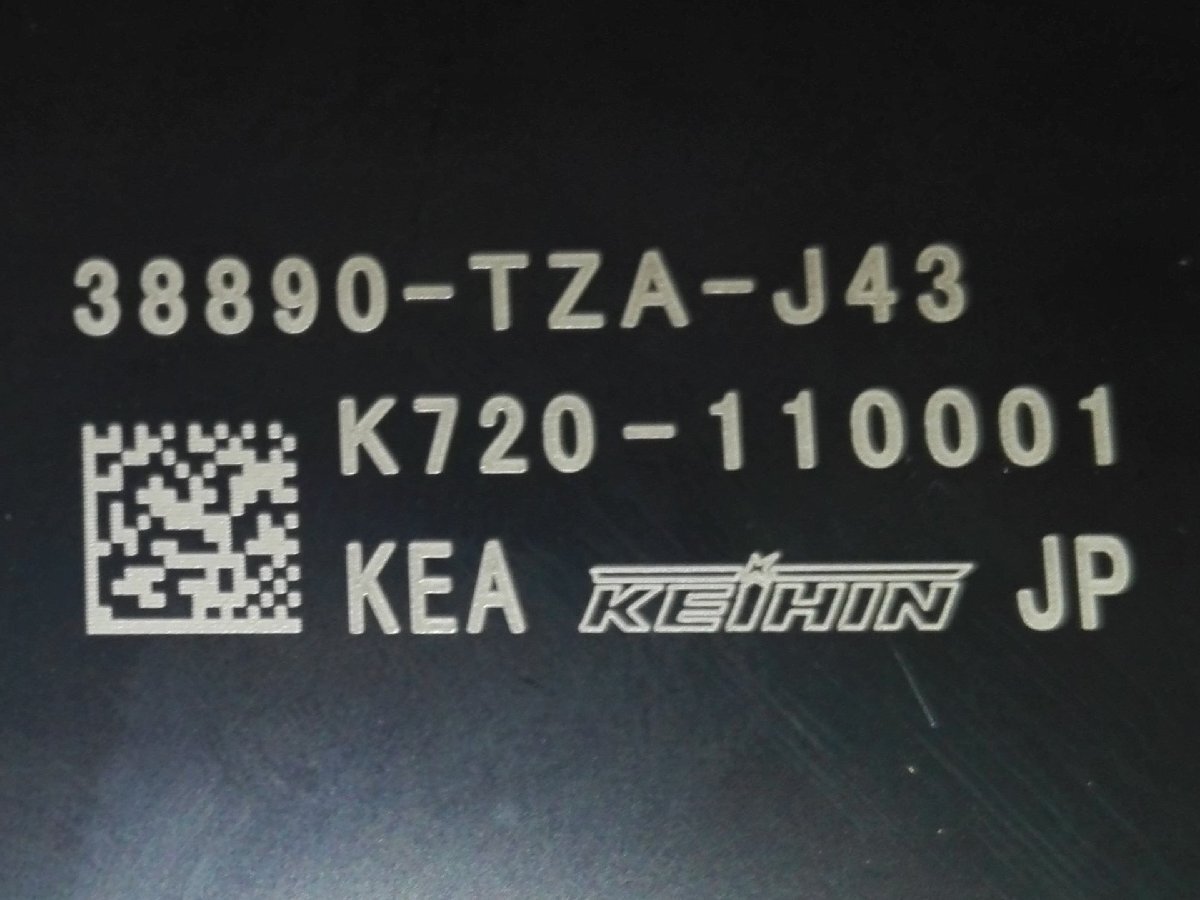 38890-TZA-J43
K720-110001
KEA KEIHIN JP